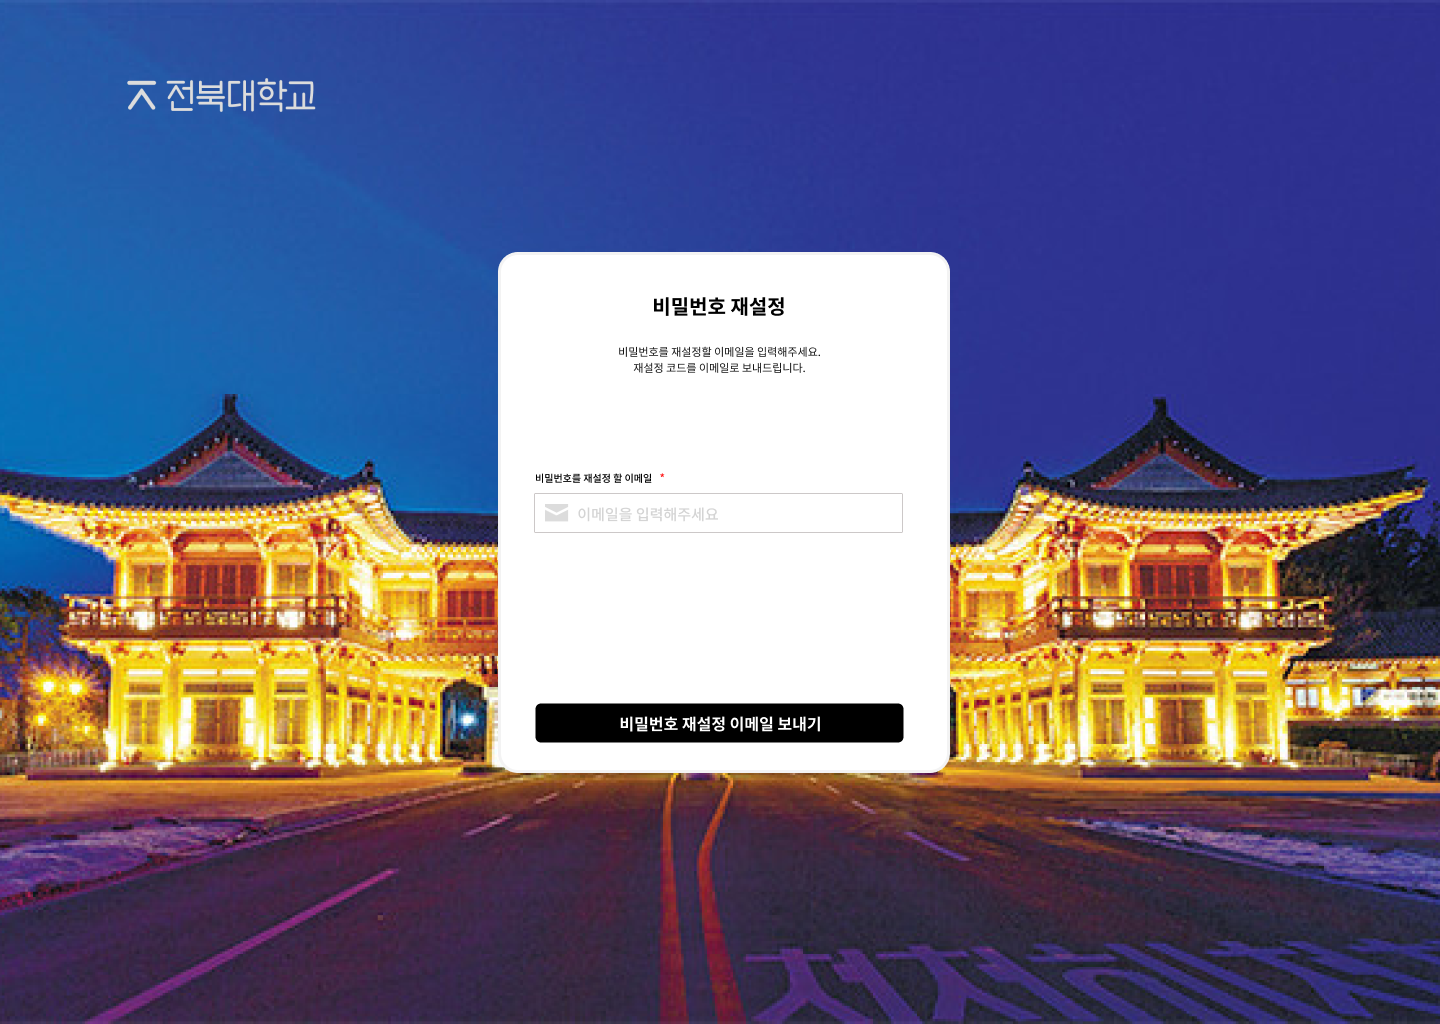 전북대학교
비밀번호 재설정
비밀번호를 재설정할 이메일을 입력해주세요.
재설정 코드를 이메일로 보내드립니다.
비밀번호를 재설정 할 이메일 *
이메일을 입력해주세요
비밀번호 재설정 이메일 보내기